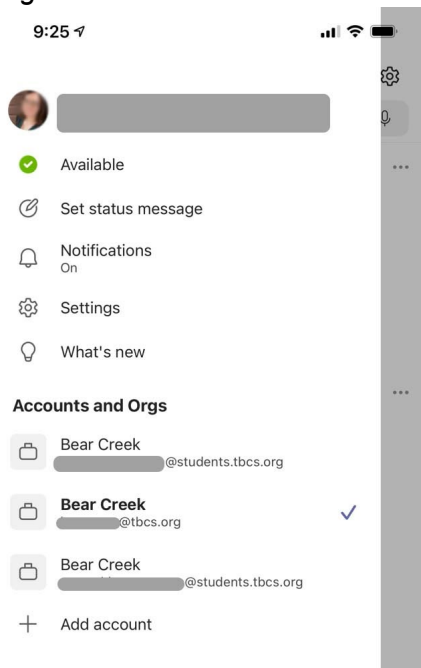 9:25
Available
Set status message
Notifications
On
Settings
What's new
Accounts and Orgs
Bear Creek
@students.tbcs.org
Bear Creek
@tbcs.org
Bear Creek
@students.tbcs.org
Add account